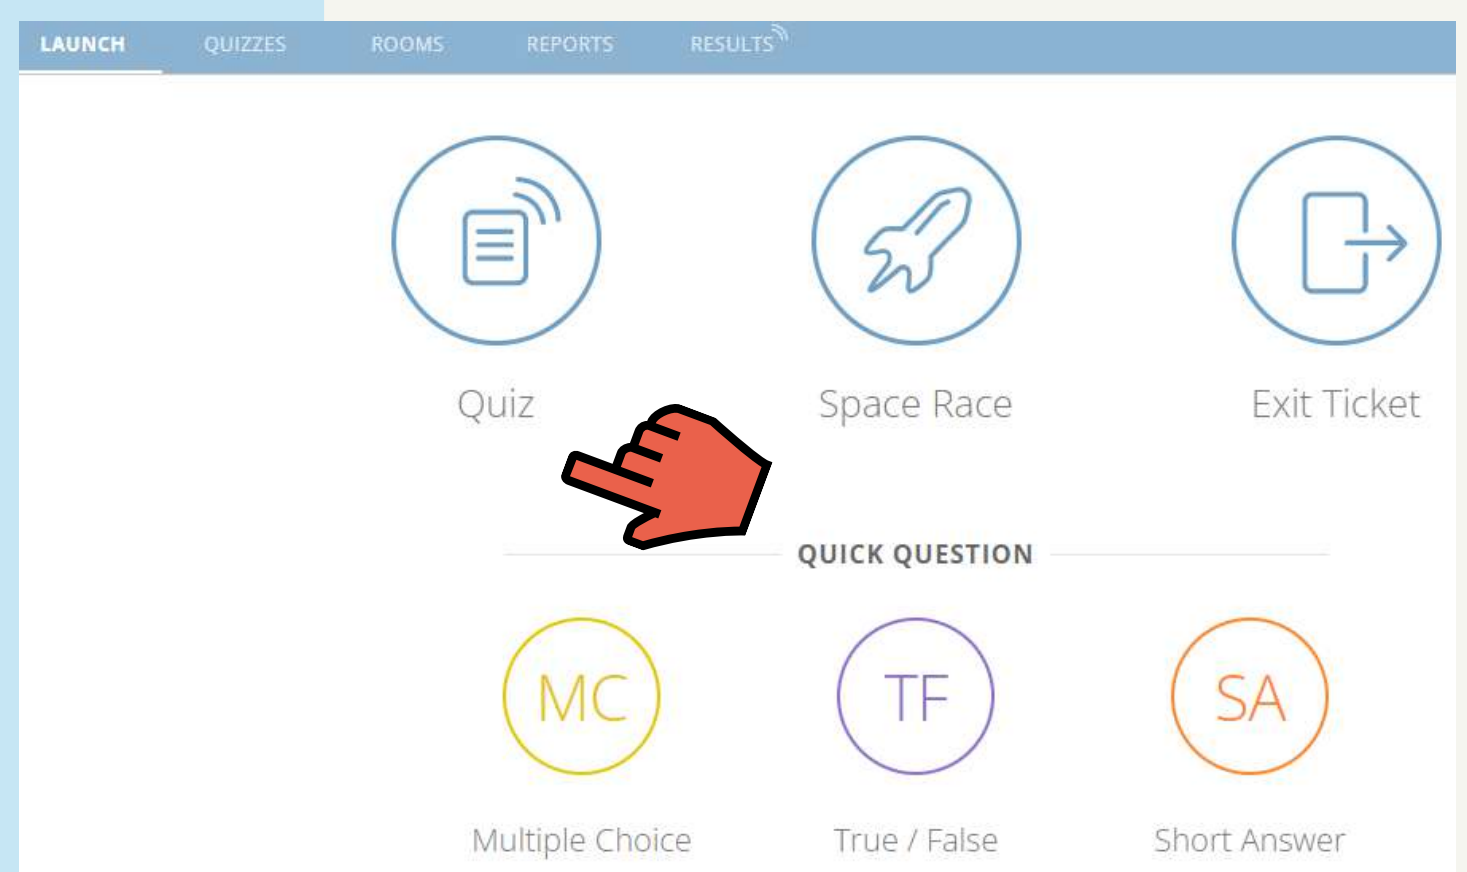 LAUNCH QUIZZES ROOMS REPORTS RESULTS
Quiz Space Race Exit Ticket
QUICK QUESTION
MC TF SA
Multiple Choice True / False Short Answer